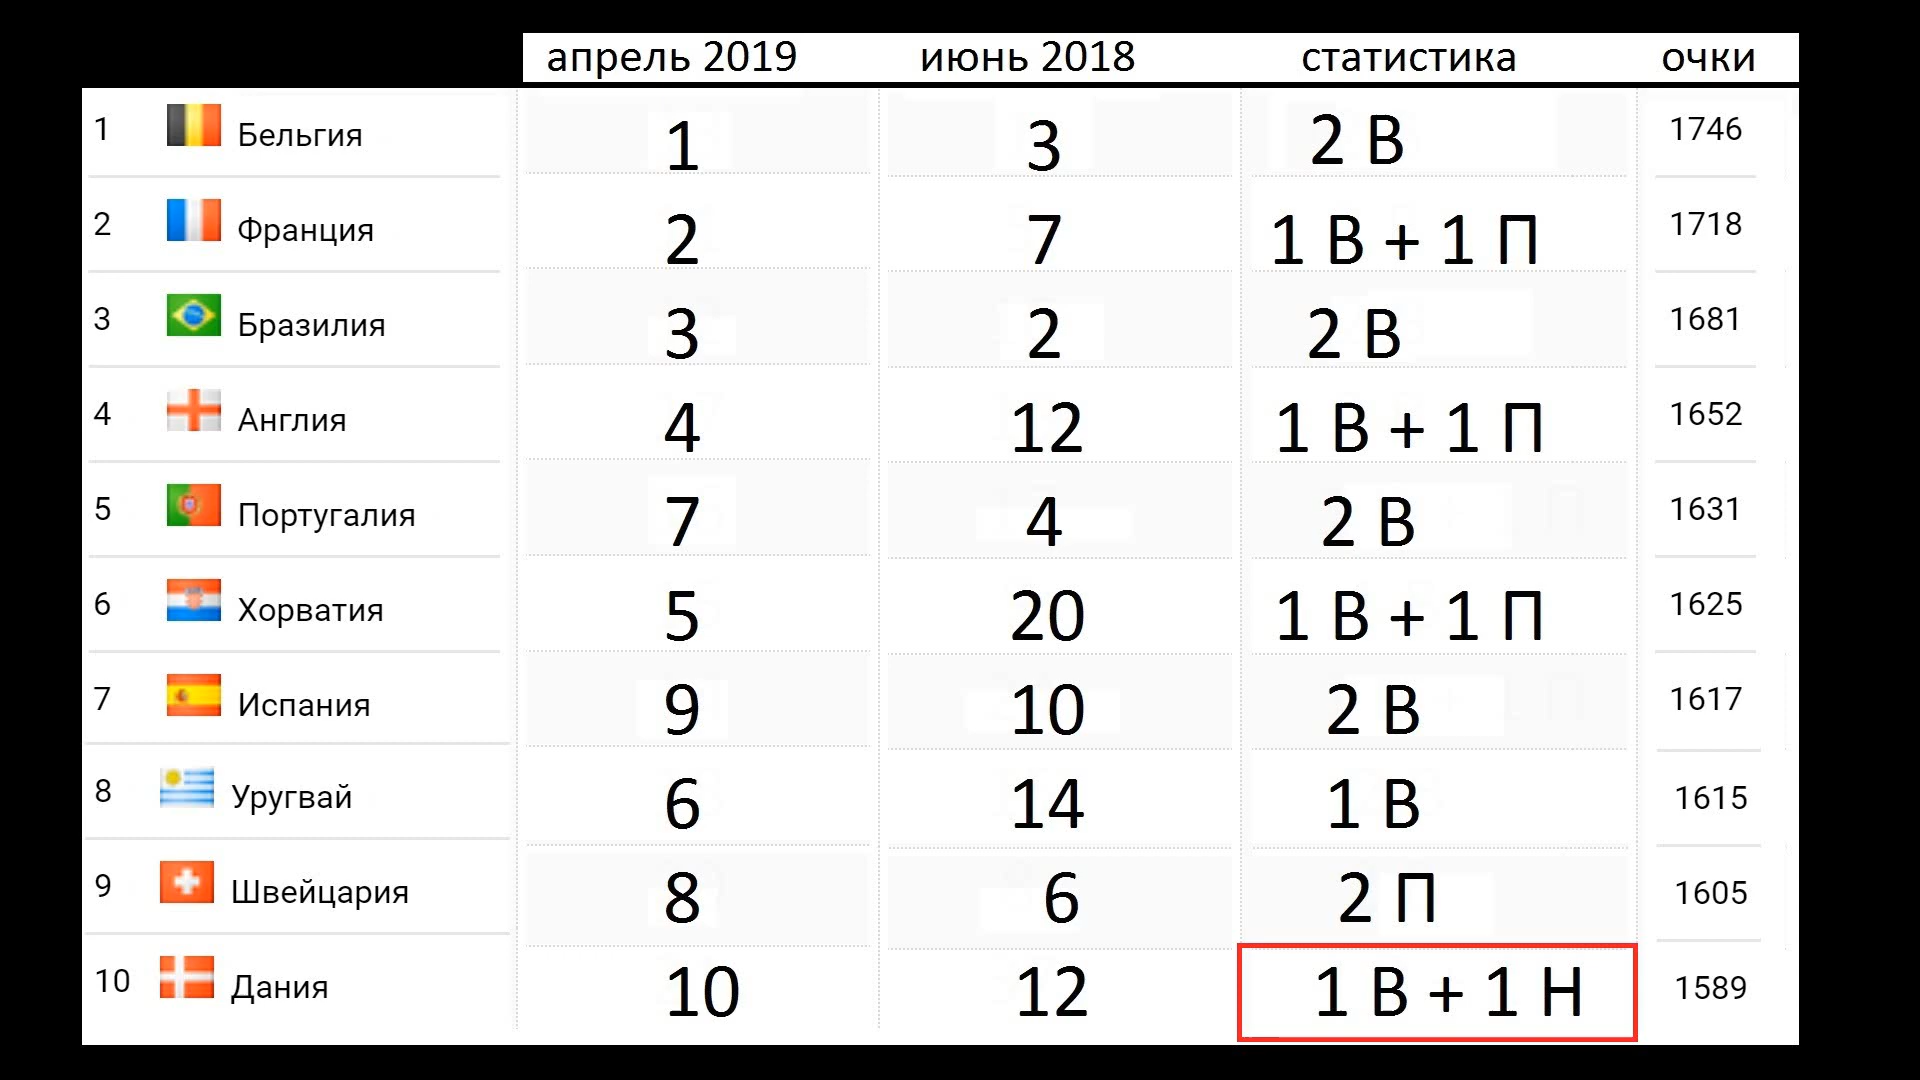 апрель 2019 июнь 2018 статистика очки
1 Бельгия 1 3 2 В 1746
2 Франция 2 7 1 В + 1 П 1718
3 Бразилия 3 2 2 В 1681
4 Англия 4 12 1 В + 1 П 1652
5 Португалия 7 4 2 В 1631
6 Хорватия 5 20 1 В + 1 П 1625
7 Испания 9 10 2 В 1617
8 Уругвай 6 14 1 В 1615
9 Швейцария 8 6 2 П 1605
10 Дания 10 12 1 В + 1 Н 1589